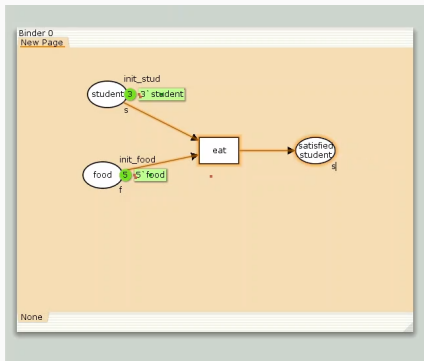 Binder 0
New Page
init_stud
student 3 3`student
s
eat
satisfied
student
s
init_food
food 5 5`food
f
None